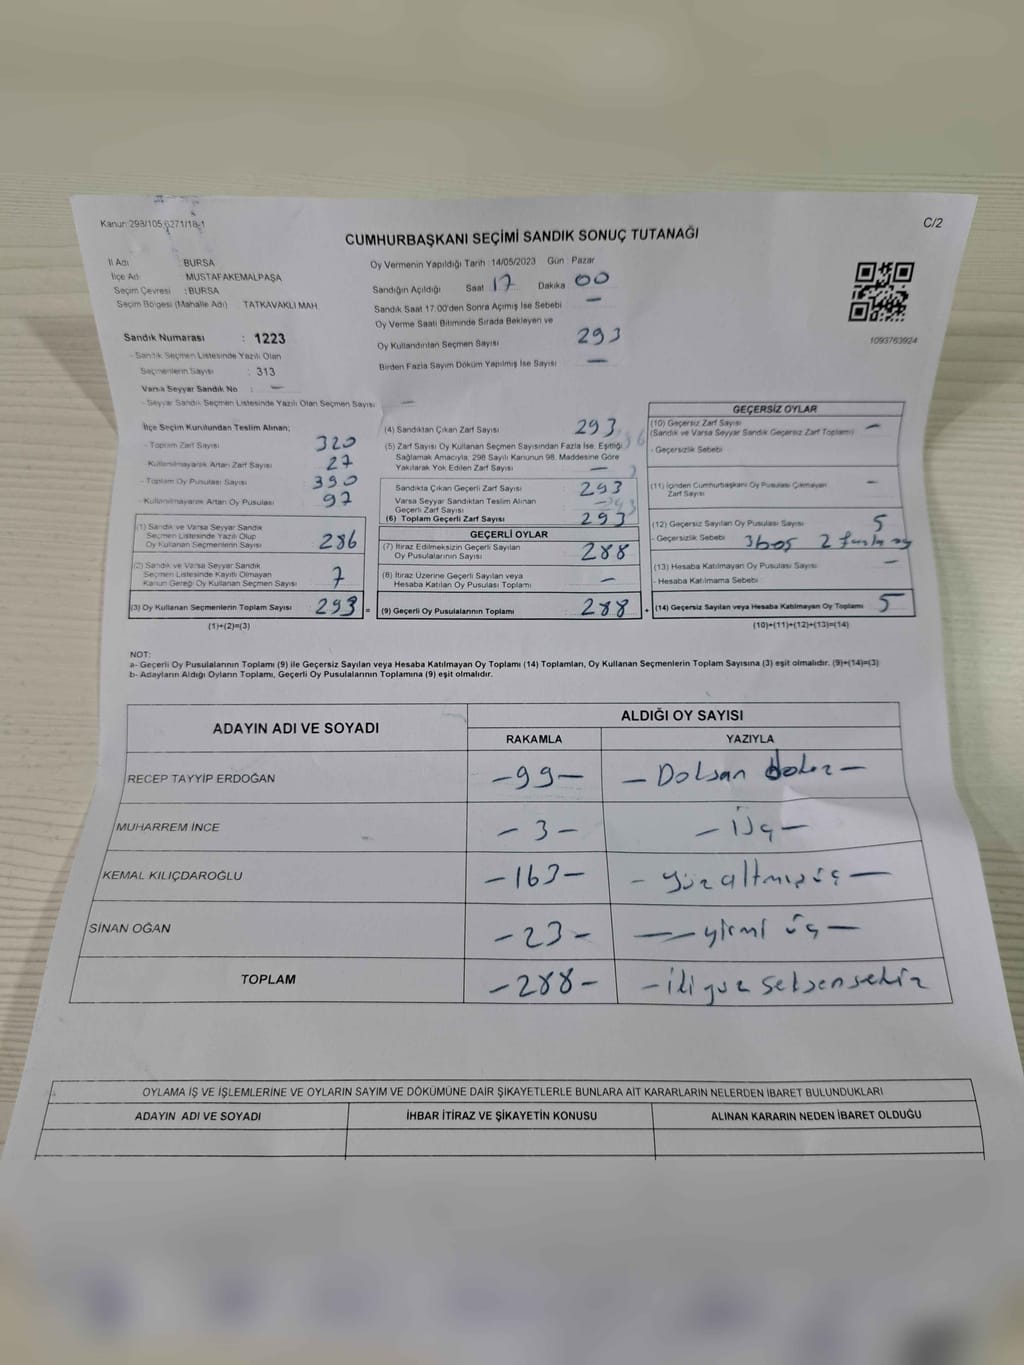 Kanun: 298/105,6271/18-1
C/2
CUMHURBAŞKANI SEÇİMİ SANDIK SONUÇ TUTANAĞI
İl Adı : BURSA
İlçe Adı : MUSTAFAKEMALPAŞA
Seçim Çevresi : BURSA
Seçim Bölgesi (Mahalle Adı) TATKAVAKLI MAH.
Oy Vermenin Yapıldığı Tarih : 14/05/2023 Gün : Pazar
Sandığın Açıldığı Saat 17 Dakika 00
Sandık Saat 17.00'den Sonra Açılmış İse Sebebi —
Oy Verme Saati Bitiminde Sırada Bekleyen ve
Oy Kullandırılan Seçmen Sayısı 293
Birden Fazla Sayım Döküm Yapılmış İse Sayısı —
1093763924
Sandık Numarası : 1223
- Sandık Seçmen Listesinde Yazılı Olan
Seçmenlerin Sayısı : 313
Varsa Seyyar Sandık No : —
- Seyyar Sandık Seçmen Listesinde Yazılı Olan Seçmen Sayısı : —
İlçe Seçim Kurulundan Teslim Alınan;
- Toplam Zarf Sayısı 320
- Kullanılmayarak Artan Zarf Sayısı 27
- Toplam Oy Pusulası Sayısı 390
- Kullanılmayarak Artan Oy Pusulası 97
(1) Sandık ve Varsa Seyyar Sandık
Seçmen Listesinde Yazılı Olup
Oy Kullanan Seçmenlerin Sayısı 286
(2) Sandık ve Varsa Seyyar Sandık
Seçmen Listesinde Kayıtlı Olmayan
Kanun Gereği Oy Kullanan Seçmen Sayısı 7
(3) Oy Kullanan Seçmenlerin Toplam Sayısı 293 =
(1)+(2)=(3)
(4) Sandıktan Çıkan Zarf Sayısı 293
(5) Zarf Sayısı Oy Kullanan Seçmen Sayısından Fazla İse, Eşitliği
Sağlamak Amacıyla, 298 Sayılı Kanunun 98. Maddesine Göre
Yakılarak Yok Edilen Zarf Sayısı —
Sandıkta Çıkan Geçerli Zarf Sayısı : 293
Varsa Seyyar Sandıktan Teslim Alınan
Geçerli Zarf Sayısı
(6) Toplam Geçerli Zarf Sayısı : 293
GEÇERLİ OYLAR
(7) İtiraz Edilmeksizin Geçerli Sayılan
Oy Pusulalarının Sayısı : 288
(8) İtiraz Üzerine Geçerli Sayılan veya
Hesaba Katılan Oy Pusulası Toplamı : —
(9) Geçerli Oy Pusulalarının Toplamı : 288 +
GEÇERSİZ OYLAR
(10) Geçersiz Zarf Sayısı
(Sandık ve Varsa Seyyar Sandık Geçersiz Zarf Toplamı) —
- Geçersizlik Sebebi :
(11) İçinden Cumhurbaşkanı Oy Pusulası Çıkmayan
Zarf Sayısı —
(12) Geçersiz Sayılan Oy Pusulası Sayısı 5
- Geçersizlik Sebebi : 3 boş 2 fazla oy
(13) Hesaba Katılmayan Oy Pusulası Sayısı —
- Hesaba Katılmama Sebebi :
(14) Geçersiz Sayılan veya Hesaba Katılmayan Oy Toplamı 5
(10)+(11)+(12)+(13)=(14)
NOT:
a- Geçerli Oy Pusulalarının Toplamı (9) ile Geçersiz Sayılan veya Hesaba Katılmayan Oy Toplamı (14) Toplamları, Oy Kullanan Seçmenlerin Toplam Sayısına (3) eşit olmalıdır. (9)+(14)=(3)
b- Adayların Aldığı Oyların Toplamı, Geçerli Oy Pusulalarının Toplamına (9) eşit olmalıdır.
ADAYIN ADI VE SOYADI
ALDIĞI OY SAYISI
RAKAMLA YAZIYLA
RECEP TAYYİP ERDOĞAN -99- - Doksan dokuz -
MUHARREM İNCE - 3 - - Üç -
KEMAL KILIÇDAROĞLU -163- - yüzaltmışüç -
SİNAN OĞAN -23- - yirmi üç -
TOPLAM -288- - ikiyüz seksensekiz
OYLAMA İŞ VE İŞLEMLERİNE VE OYLARIN SAYIM VE DÖKÜMÜNE DAİR ŞİKAYETLERLE BUNLARA AİT KARARLARIN NELERDEN İBARET BULUNDUKLARI
ADAYIN ADI VE SOYADI İHBAR İTİRAZ VE ŞİKAYETİN KONUSU ALINAN KARARIN NEDEN İBARET OLDUĞU